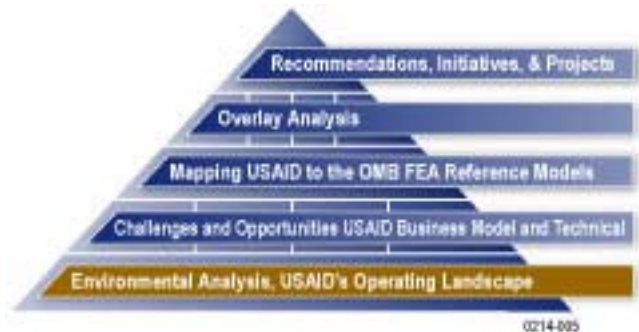 Recommendations, Initiatives, & Projects
Overlay Analysis
Mapping USAID to the OMB FEA Reference Models
Challenges and Opportunities USAID Business Model and Technical
Environmental Analysis, USAID's Operating Landscape
0214-005